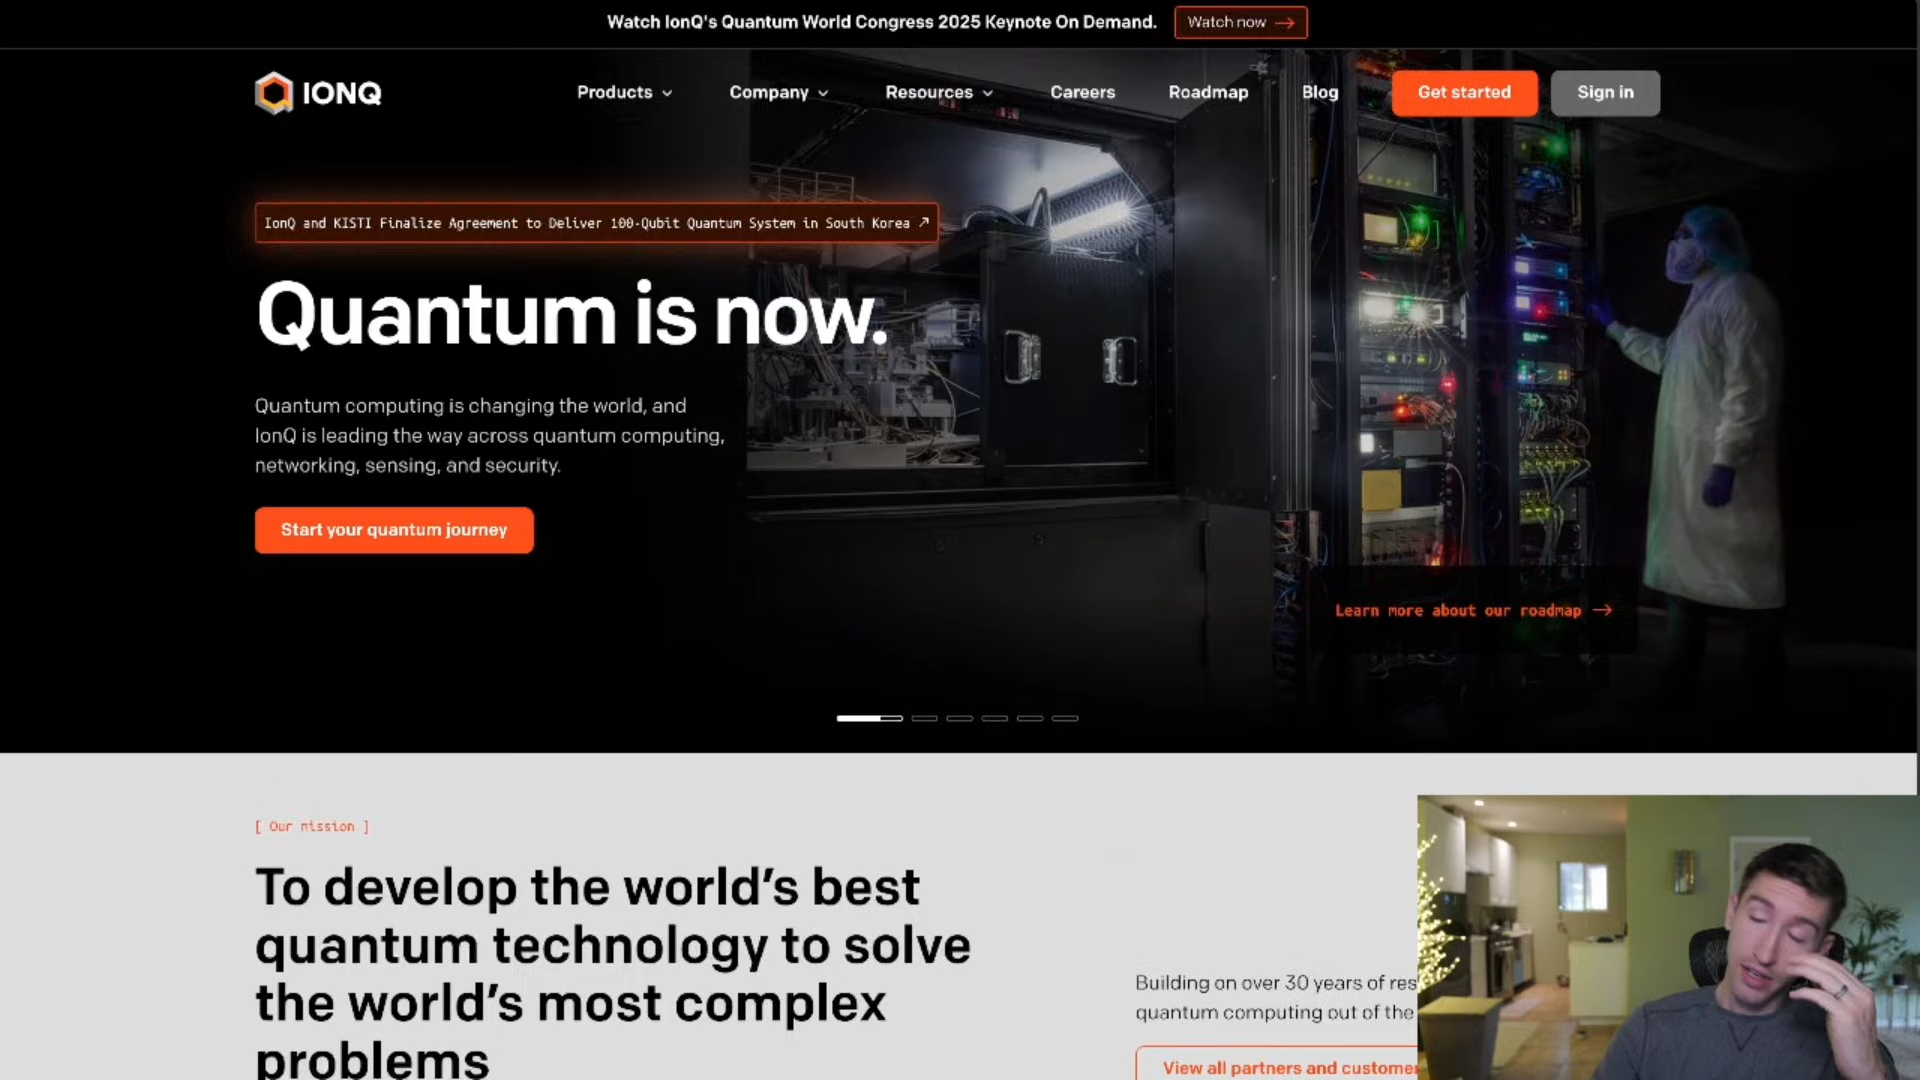 Watch IonQ's Quantum World Congress 2025 Keynote On Demand. Watch now →
IONQ Products Company Resources Careers Roadmap Blog Get started Sign in
IonQ and KISTI Finalize Agreement to Deliver 100-Qubit Quantum System in South Korea ↗
Quantum is now.
Quantum computing is changing the world, and
IonQ is leading the way across quantum computing,
networking, sensing, and security.
Start your quantum journey
Learn more about our roadmap →
[ Our mission ]
To develop the world's best
quantum technology to solve
the world's most complex
problems
Building on over 30 years of res
quantum computing out of the
View all partners and customer